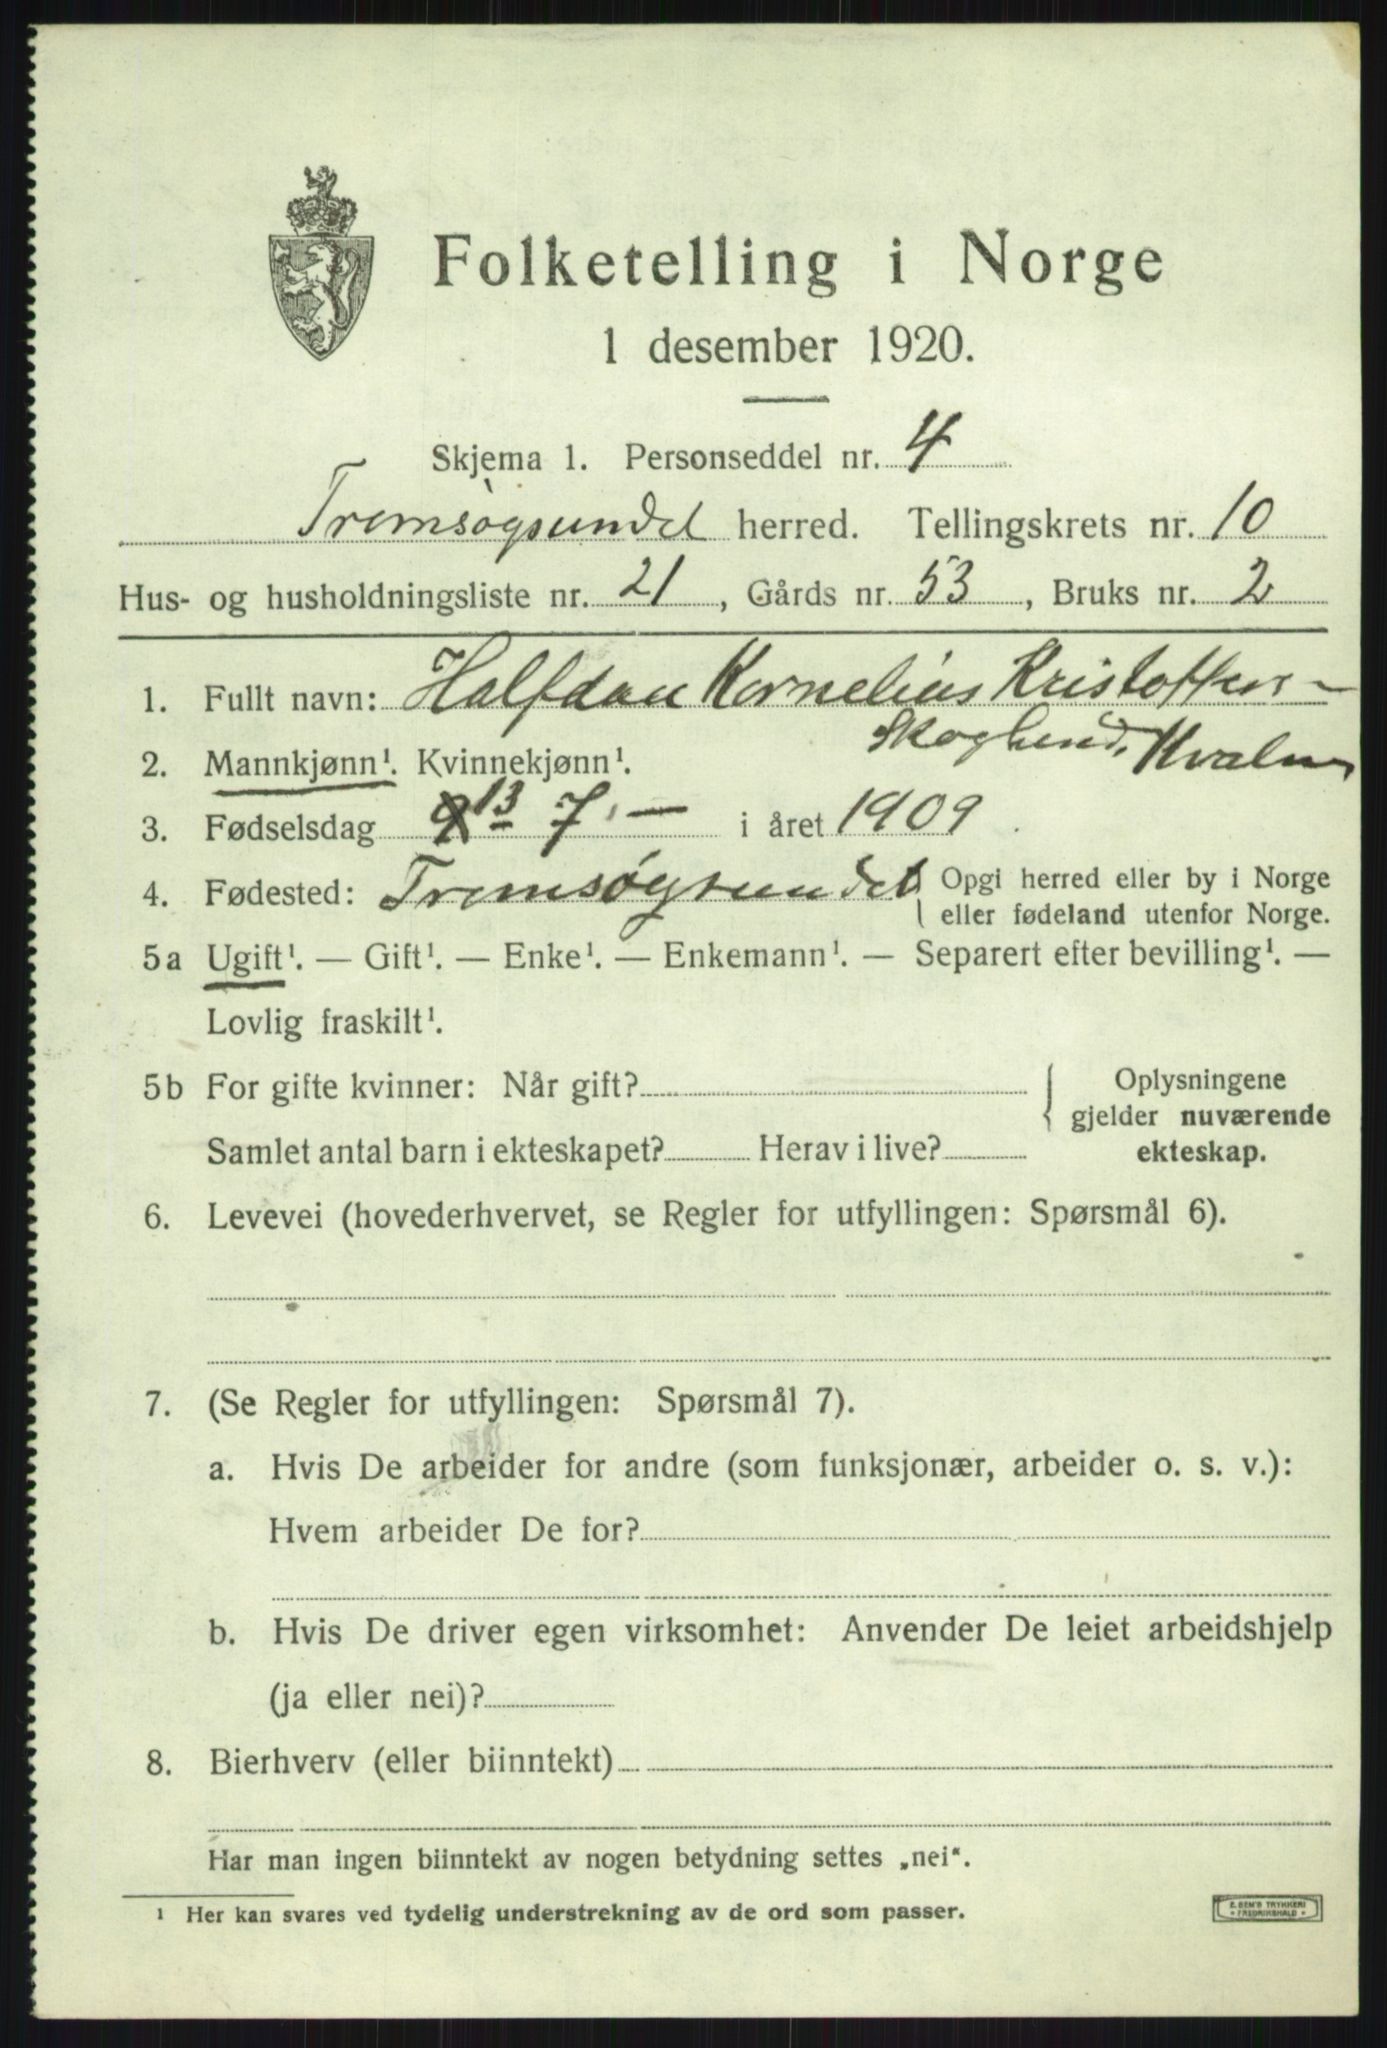 Folketelling i Norge
1 desember 1920.
Skjema 1. Personseddel nr. 4
Tromsøysundet herred. Tellingskrets nr. 10
Hus- og husholdningsliste nr. 21, Gårds nr. 53, Bruks nr. 2
1. Fullt navn: Halfdan Kornelius Kristoffer-
Skoglund, Kvaln
2. Mannkjønn¹. Kvinnekjønn¹.
3. Fødselsdag 13 7. — i året 1909
4. Fødested: Tromsøysundet { Opgi herred eller by i Norge
eller fødeland utenfor Norge.
5a Ugift¹. — Gift¹. — Enke¹. — Enkemann¹. — Separert efter bevilling¹. —
Lovlig fraskilt¹.
5b For gifte kvinner: Når gift? { Oplysningene
gjelder nuværende
Samlet antal barn i ekteskapet? Herav i live? ekteskap.
6. Levevei (hovederhvervet, se Regler for utfyllingen: Spørsmål 6).
7. (Se Regler for utfyllingen: Spørsmål 7).
a. Hvis De arbeider for andre (som funksjonær, arbeider o. s. v.):
Hvem arbeider De for?
b. Hvis De driver egen virksomhet: Anvender De leiet arbeidshjelp
(ja eller nei)?
8. Bierhverv (eller biinntekt)
Har man ingen biinntekt av nogen betydning settes „nei“.
¹ Her kan svares ved tydelig understrekning av de ord som passer.
E. SEM'S TRYKKERI
FREDRIKSHALD